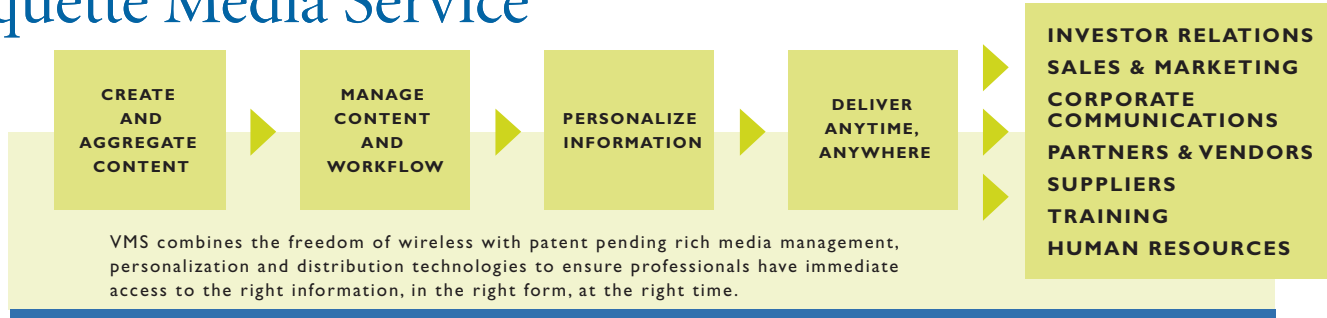 Media Service
CREATE
AND
AGGREGATE
CONTENT
MANAGE
CONTENT
AND
WORKFLOW
PERSONALIZE
INFORMATION
DELIVER
ANYTIME,
ANYWHERE
INVESTOR RELATIONS
SALES & MARKETING
CORPORATE
COMMUNICATIONS
PARTNERS & VENDORS
SUPPLIERS
TRAINING
HUMAN RESOURCES
VMS combines the freedom of wireless with patent pending rich media management,
personalization and distribution technologies to ensure professionals have immediate
access to the right information, in the right form, at the right time.